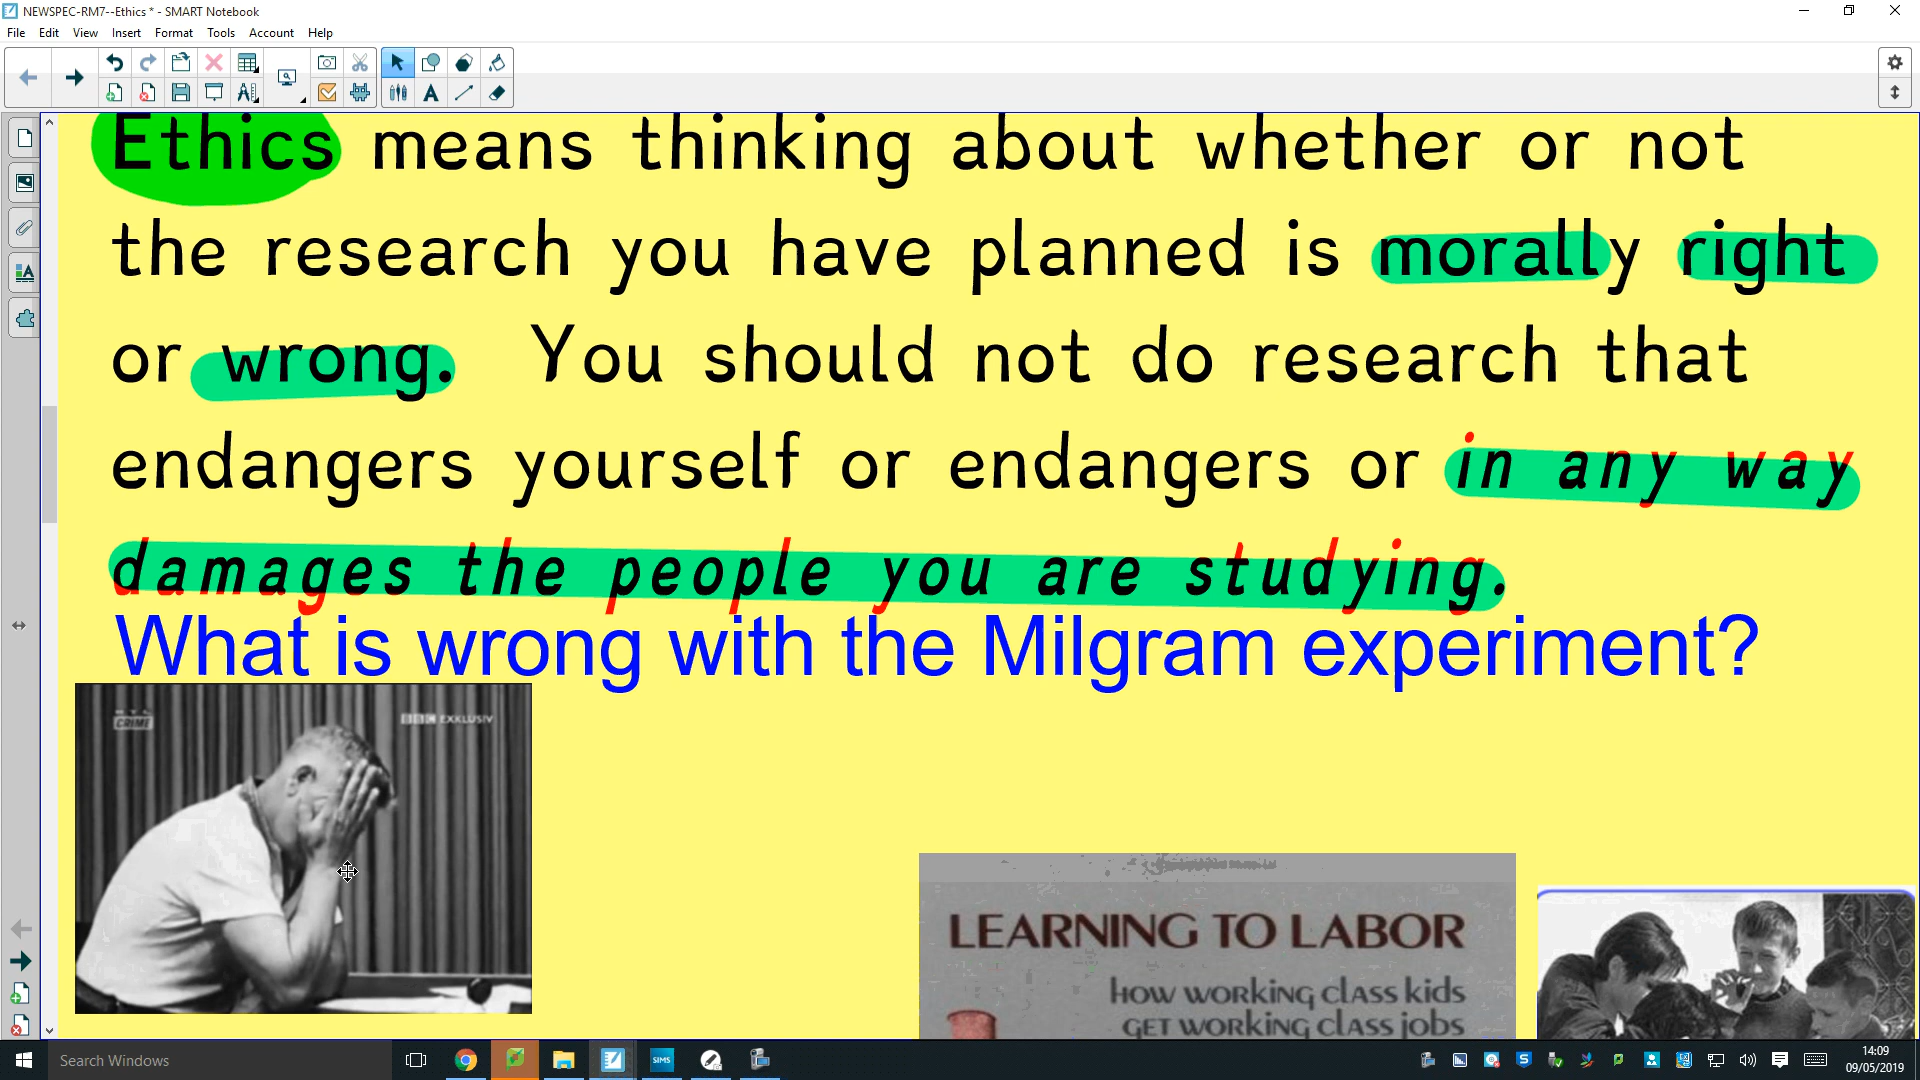 NEWSPEC-RM7--Ethics * - SMART Notebook
File Edit View Insert Format Tools Account Help
Ethics means thinking about whether or not
the research you have planned is morally right
or wrong. You should not do research that
endangers yourself or endangers or in any way
damages the people you are studying.
What is wrong with the Milgram experiment?
CRIME BBC EXKLUSIV
LEARNING TO LABOR
HOW WORKING CLASS KIDS
GET WORKING CLASS JOBS
Search Windows
SIMS
14:09
09/05/2019